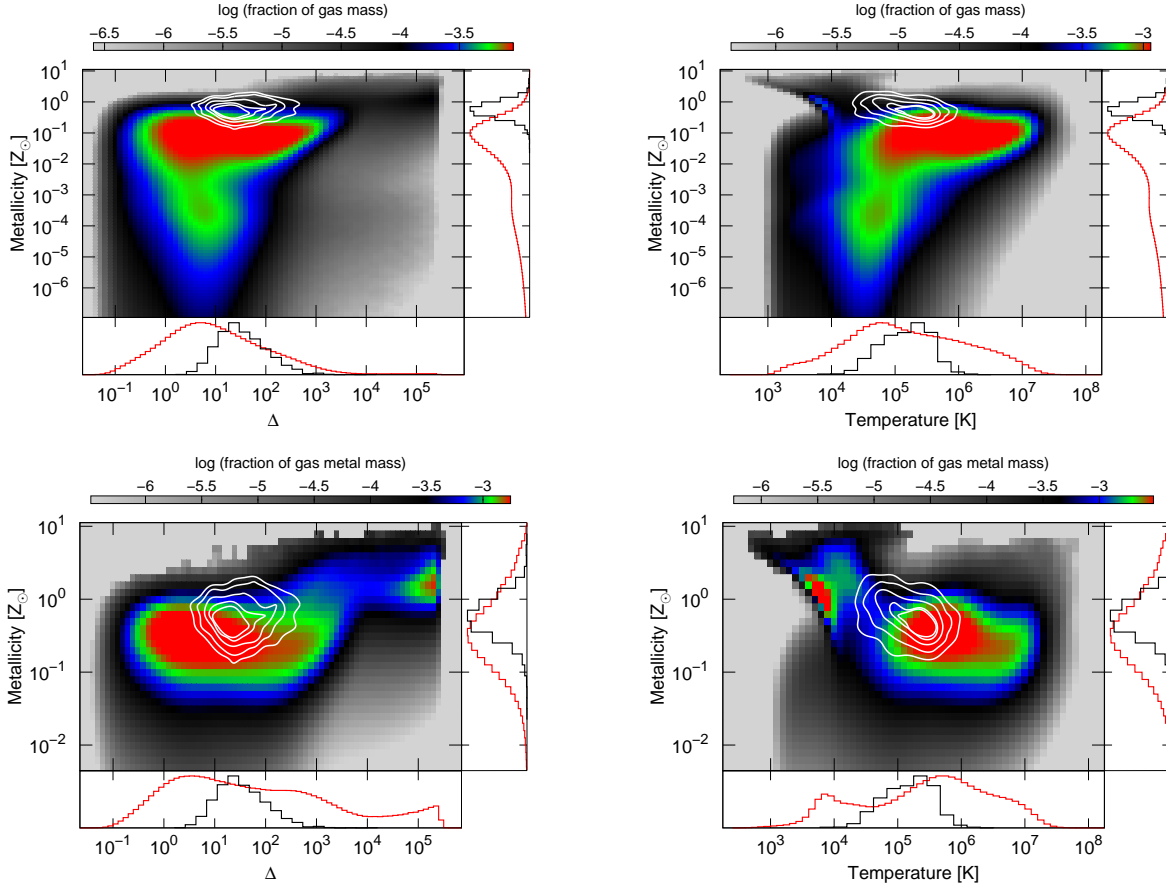 log (fraction of gas mass)
−6.5 −6 −5.5 −5 −4.5 −4 −3.5
10^1
10^0
10^−1
10^−2
10^−3
10^−4
10^−5
10^−6
Metallicity [Z☉]
10^−1 10^0 10^1 10^2 10^3 10^4 10^5
Δ
log (fraction of gas mass)
−6 −5.5 −5 −4.5 −4 −3.5 −3
10^1
10^0
10^−1
10^−2
10^−3
10^−4
10^−5
10^−6
Metallicity [Z☉]
10^3 10^4 10^5 10^6 10^7 10^8
Temperature [K]
log (fraction of gas metal mass)
−6 −5.5 −5 −4.5 −4 −3.5 −3
10^1
10^0
10^−1
10^−2
Metallicity [Z☉]
10^−1 10^0 10^1 10^2 10^3 10^4 10^5
Δ
log (fraction of gas metal mass)
−6 −5.5 −5 −4.5 −4 −3.5 −3
10^1
10^0
10^−1
10^−2
Metallicity [Z☉]
10^3 10^4 10^5 10^6 10^7 10^8
Temperature [K]